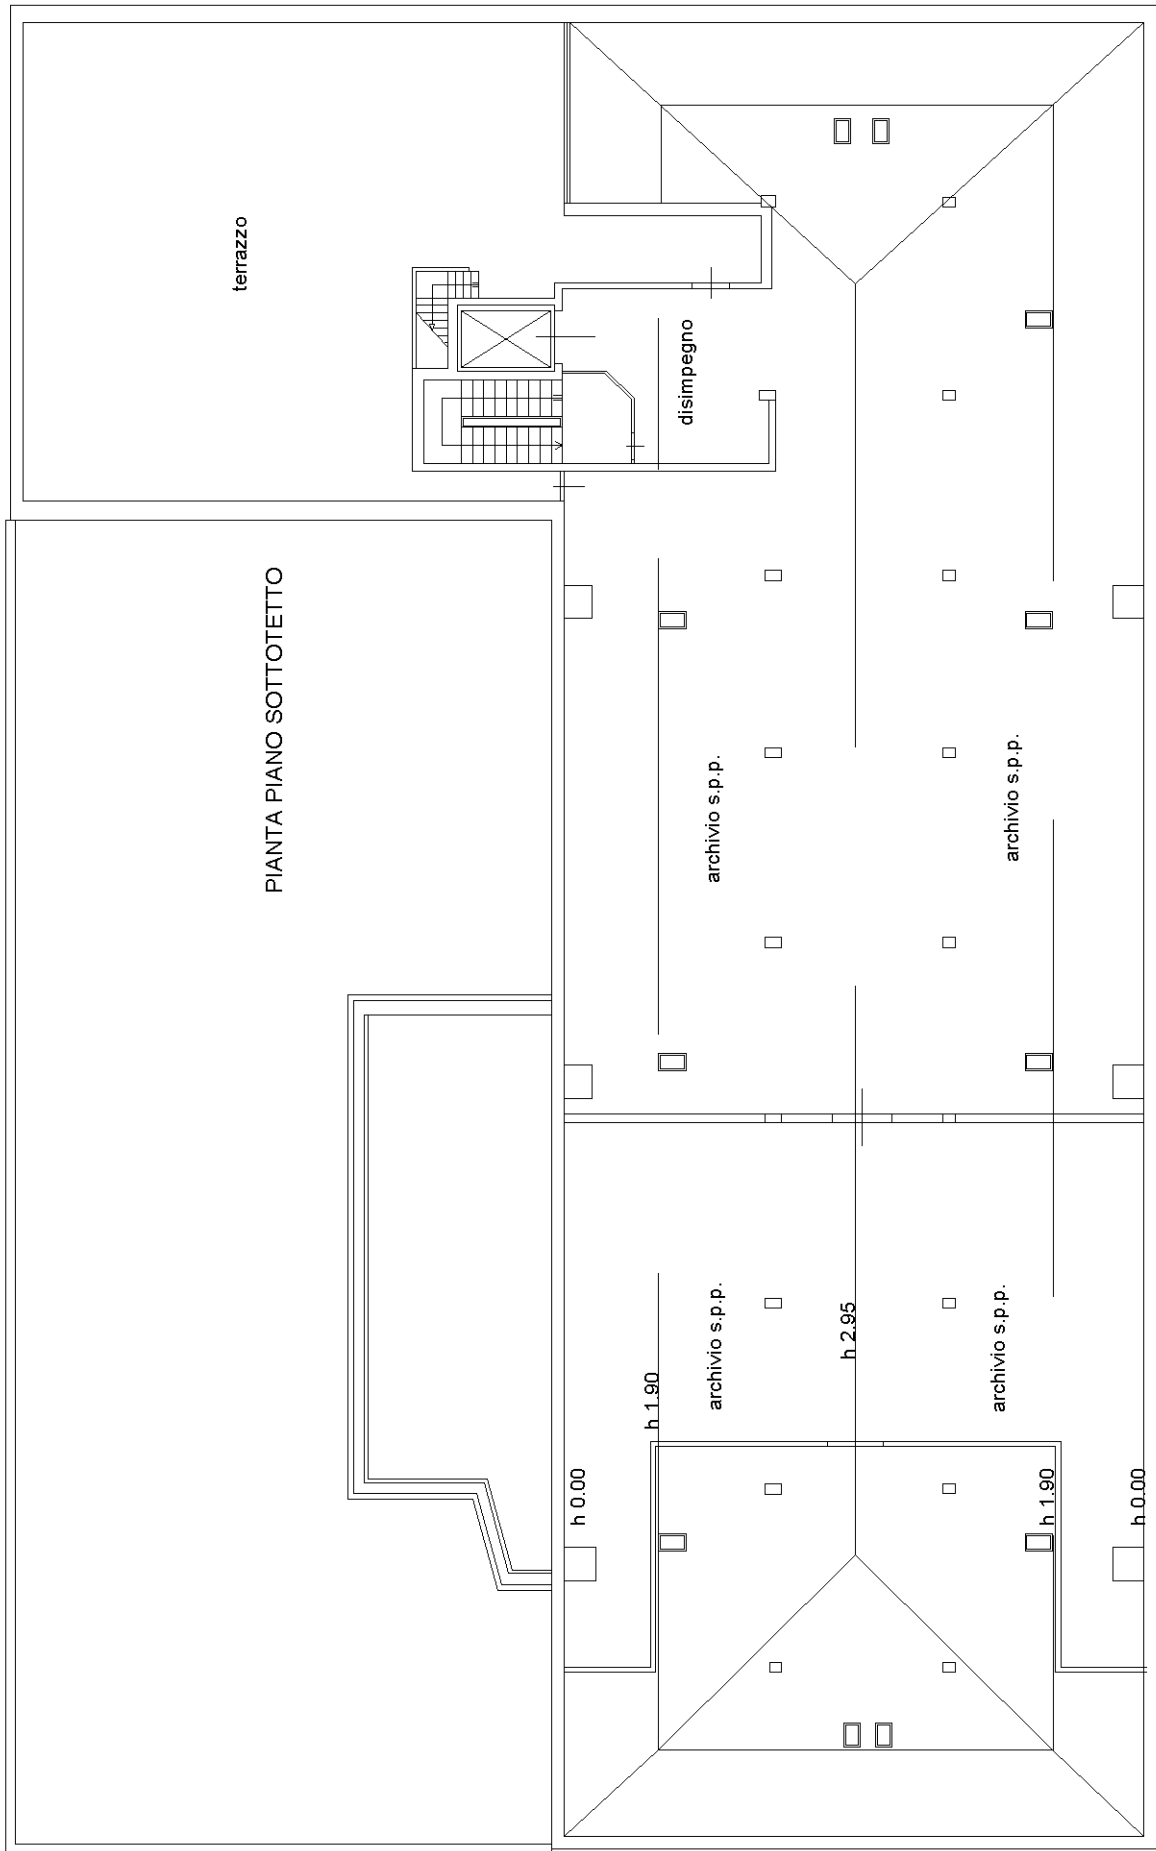 terrazzo
disimpegno
PIANTA PIANO SOTTOTETTO
archivio s.p.p.
archivio s.p.p.
archivio s.p.p.
h 2.95
archivio s.p.p.
h 1.90
h 0.00
h 1.90
h 0.00